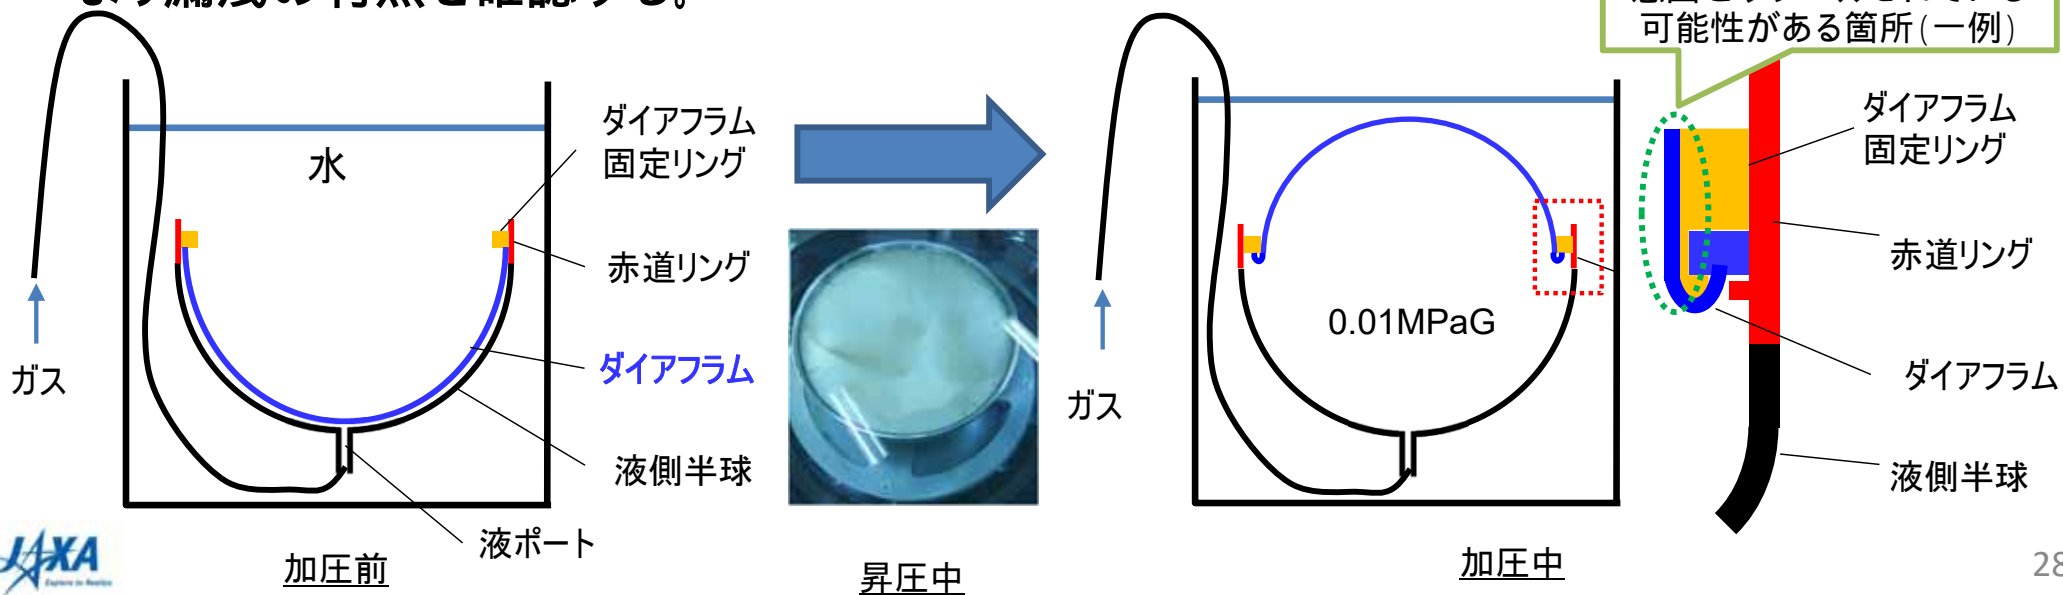 可能性がある箇所(一例)
水
ダイアフラム
固定リング
赤道リング
ダイアフラム
液側半球
液ポート
ガス
加圧前
昇圧中
ガス
0.01MPaG
加圧中
ダイアフラム
固定リング
赤道リング
ダイアフラム
液側半球
JAXA
28